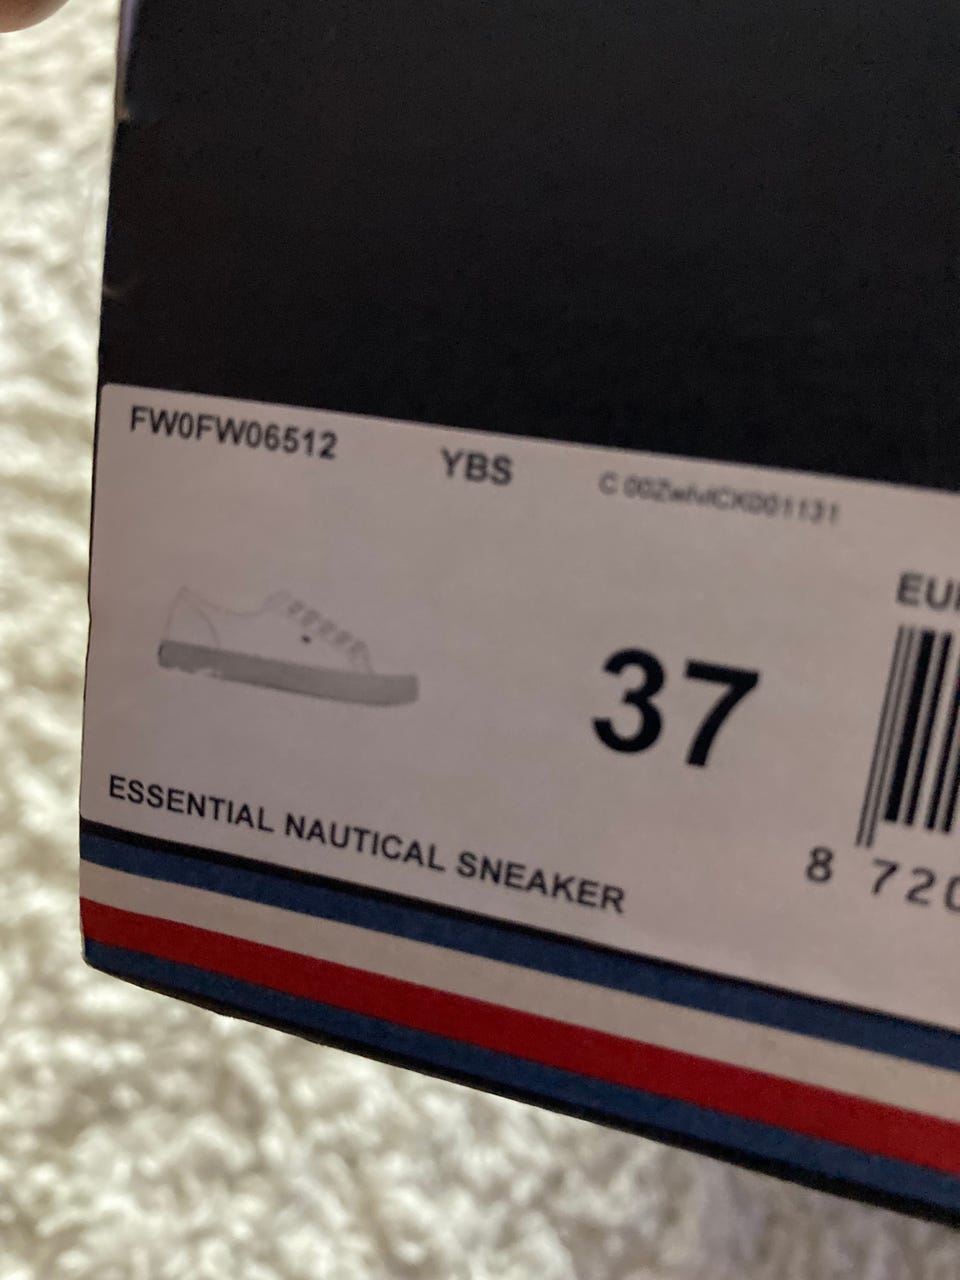 FW0FW06512
YBS
37
ESSENTIAL NAUTICAL SNEAKER
8 720